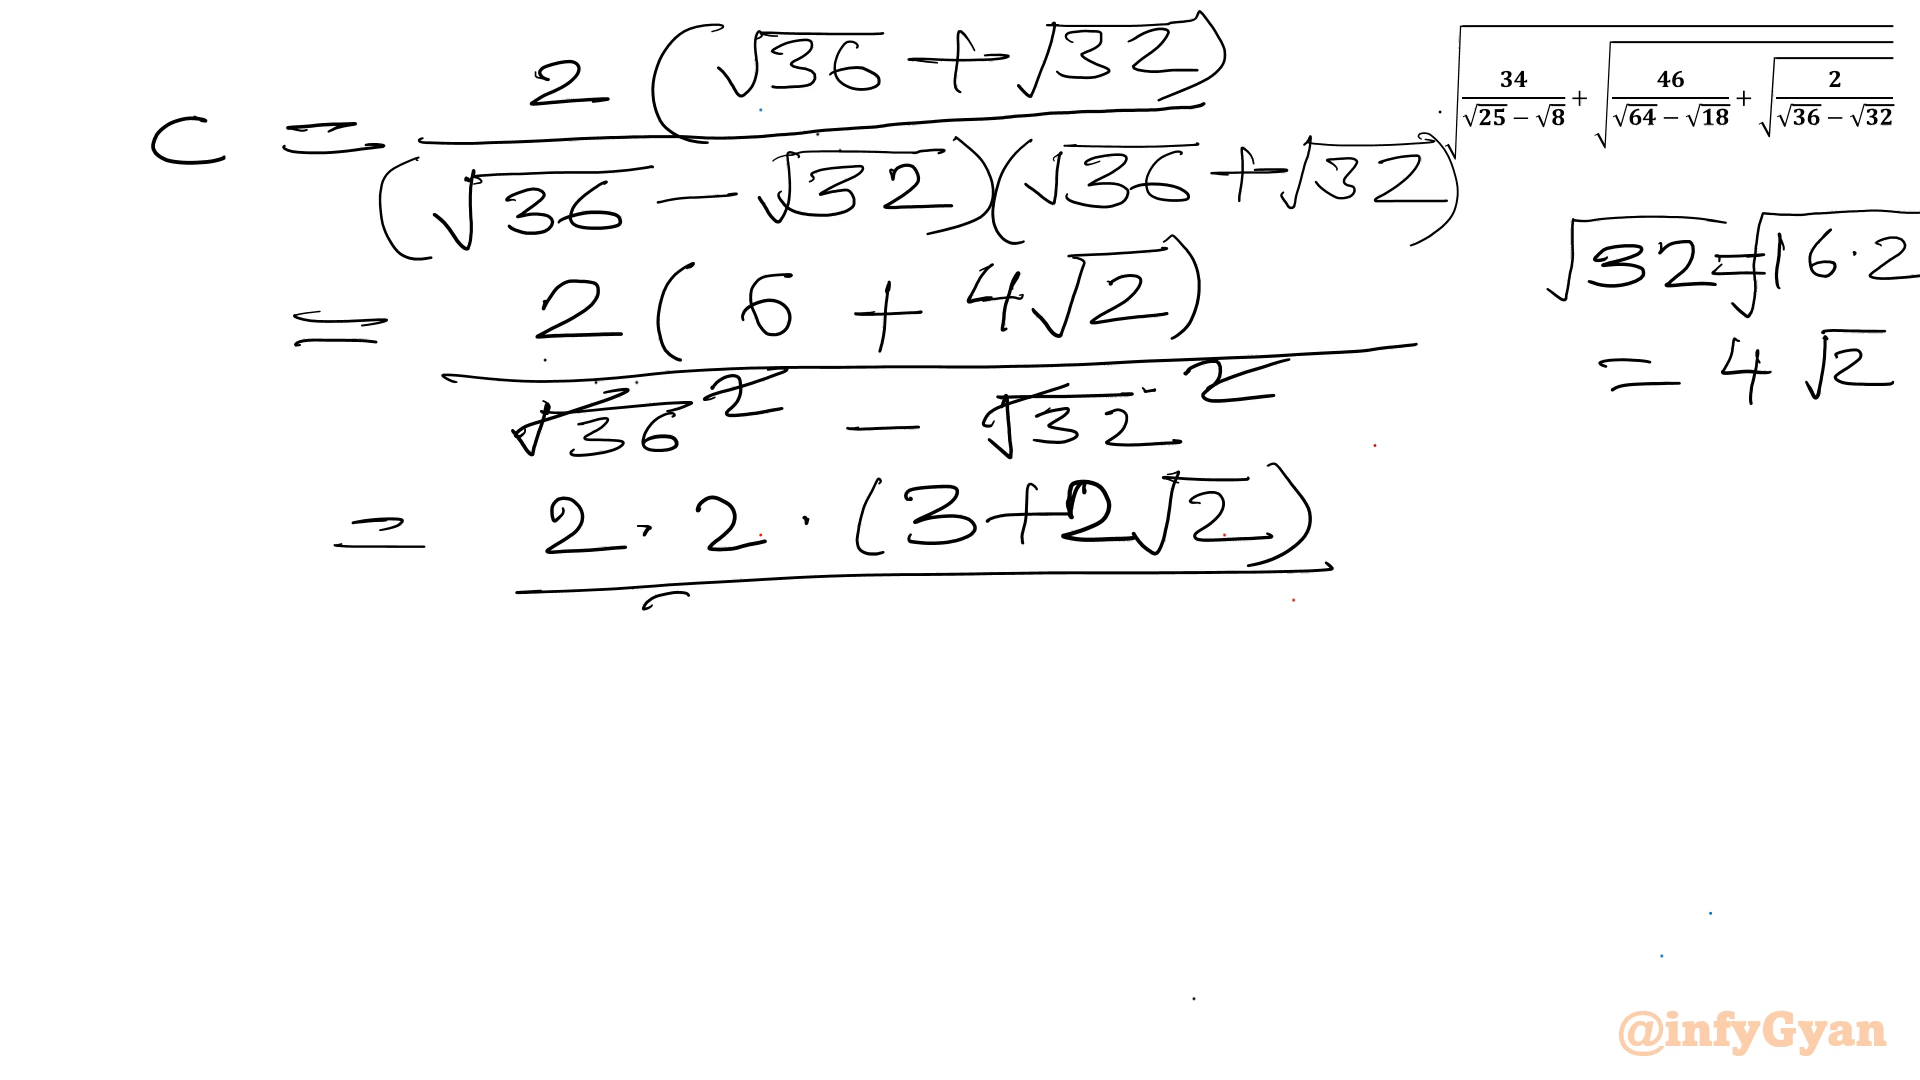 C = 2 (√36 + √32) / (√36 − √32)(√36 + √32)
√(34/(√25 − √8) + √(46/(√64 − √18) + √(2/(√36 − √32))))
√32 = √16·2
= 4√2
= 2 (6 + 4√2) / √36² − √32²
= 2 · 2 · (3 + 2√2)
@infyGyan